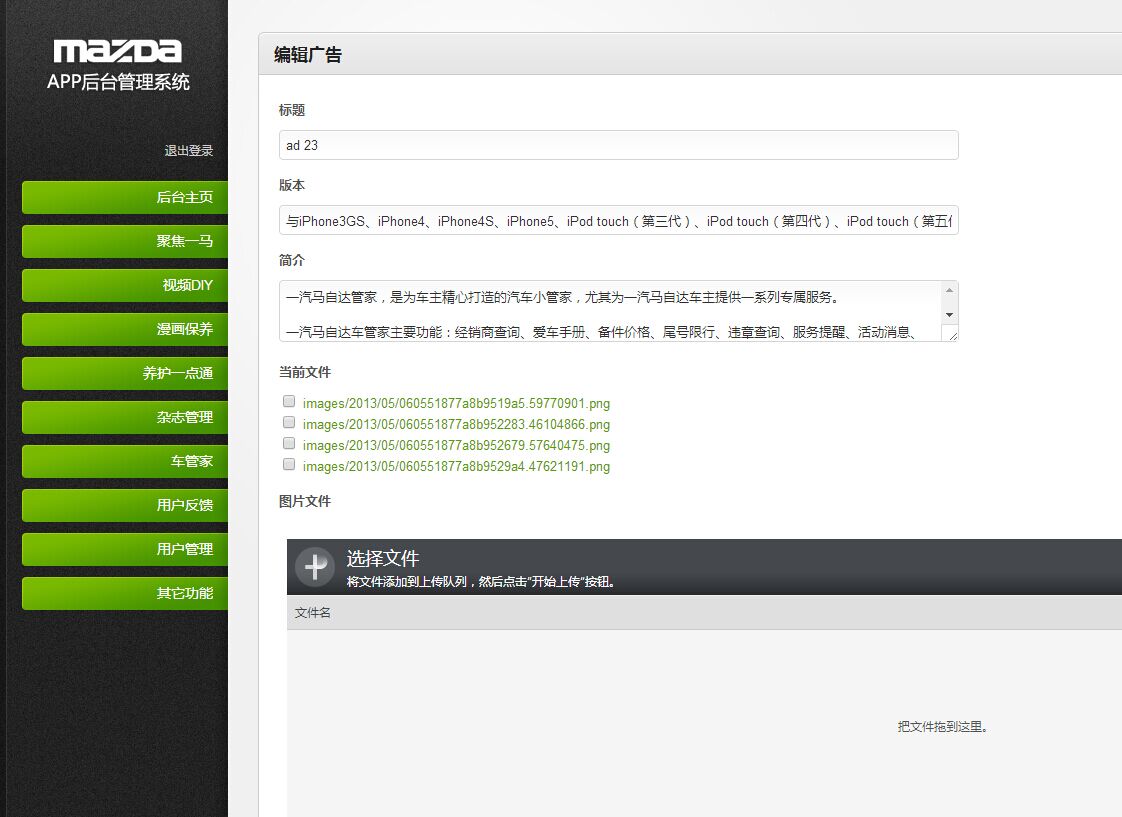 mazda
APP后台管理系统
退出登录
后台主页
聚焦一马
视频DIY
漫画保养
养护一点通
杂志管理
车管家
用户反馈
用户管理
其它功能
编辑广告
标题
ad 23
版本
与iPhone3GS、iPhone4、iPhone4S、iPhone5、iPod touch（第三代）、iPod touch（第四代）、iPod touch（第五
简介
一汽马自达管家，是为车主精心打造的汽车小管家，尤其为一汽马自达车主提供一系列专属服务。
一汽马自达车管家主要功能：经销商查询、爱车手册、备件价格、尾号限行、违章查询、服务提醒、活动消息、
当前文件
images/2013/05/060551877a8b9519a5.59770901.png
images/2013/05/060551877a8b952283.46104866.png
images/2013/05/060551877a8b952679.57640475.png
images/2013/05/060551877a8b9529a4.47621191.png
图片文件
选择文件
将文件添加到上传队列，然后点击“开始上传”按钮。
文件名
把文件拖到这里。